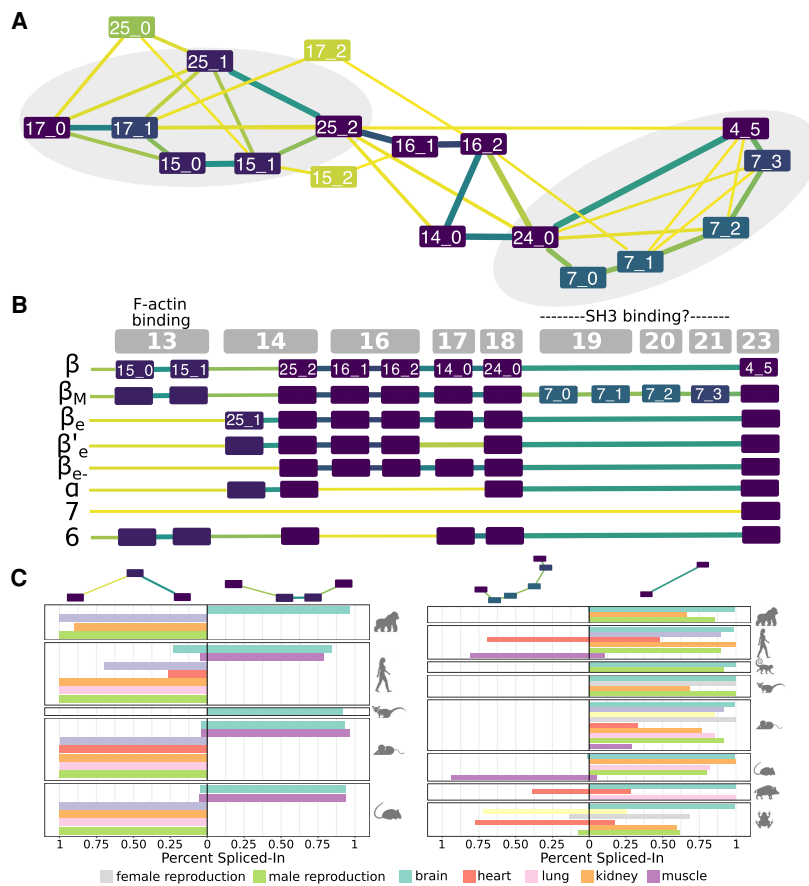 A
25_0
17_2
25_1
17_0
17_1
25_2
4_5
16_1
16_2
15_0
15_1
7_3
15_2
14_0
24_0
7_2
7_1
7_0
B
F-actin
binding
--------SH3 binding?-------
13 14 16 17 18 19 20 21 23
β 15_0 15_1 25_2 16_1 16_2 14_0 24_0 4_5
βM 7_0 7_1 7_2 7_3
βe 25_1
β'e
βe-
α
7
6
C
1 0.75 0.50 0.25 0 0.25 0.50 0.75 1
1 0.75 0.50 0.25 0 0.25 0.50 0.75 1
Percent Spliced-In
Percent Spliced-In
female reproduction male reproduction brain heart lung kidney muscle